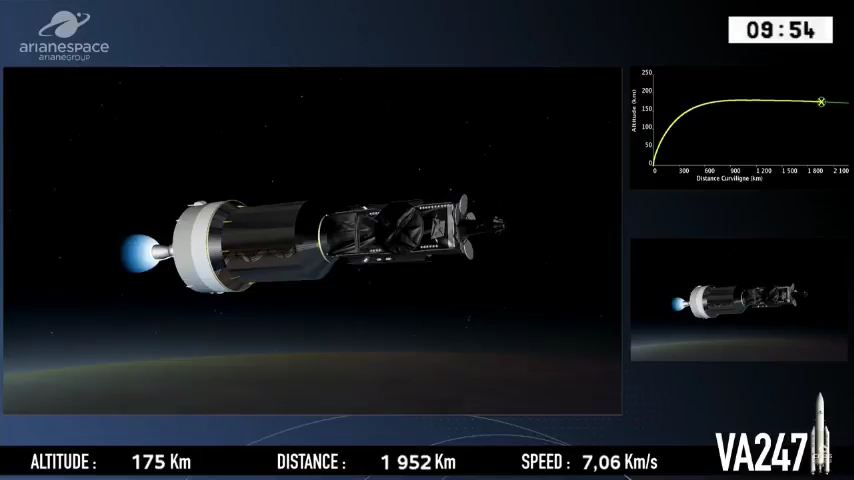 arianespace
arianegroup
09:54
Altitude (km)
250
200
150
100
50
0
0 300 600 900 1 200 1 500 1 800 2 100
Distance Curviligne (km)
VA247
ALTITUDE : 175 Km DISTANCE : 1 952 Km SPEED : 7,06 Km/s